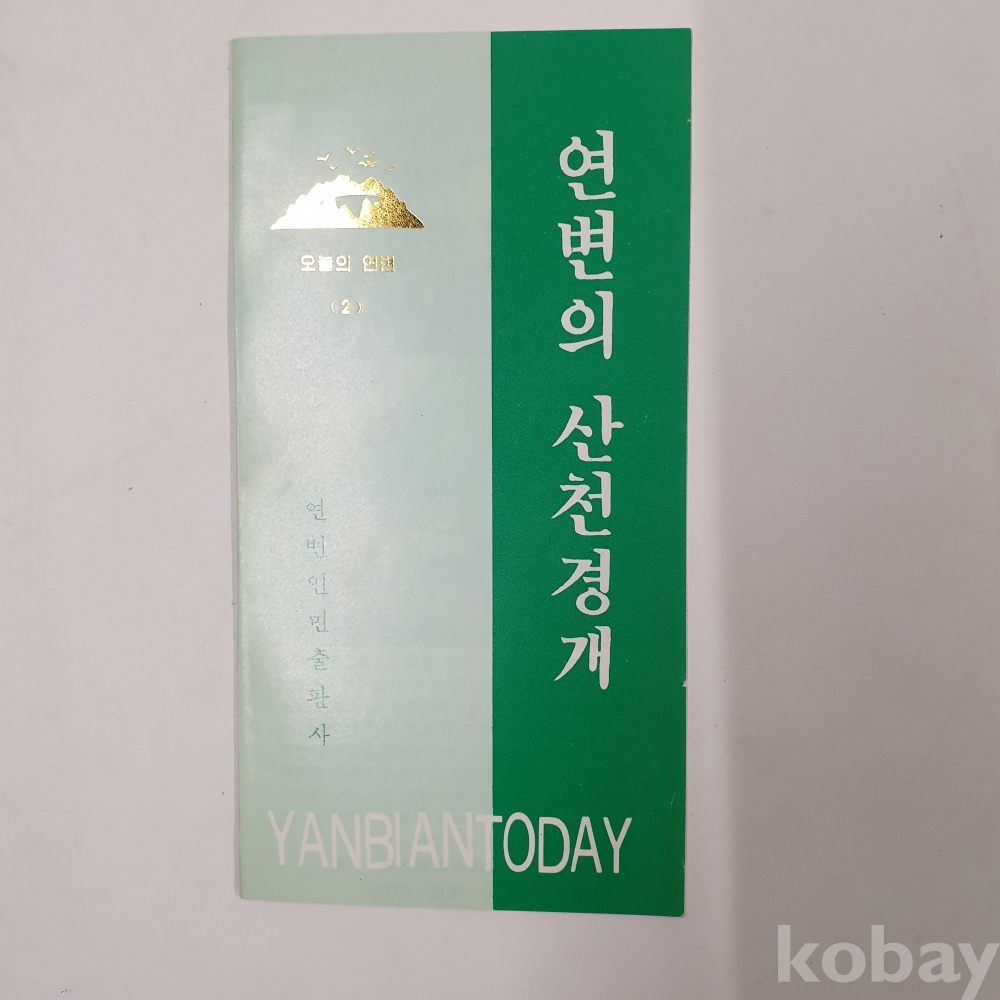 연변의 산천경개
오늘의 연변
(2)
연변인민출판사
YANBIANTODAY
kobay